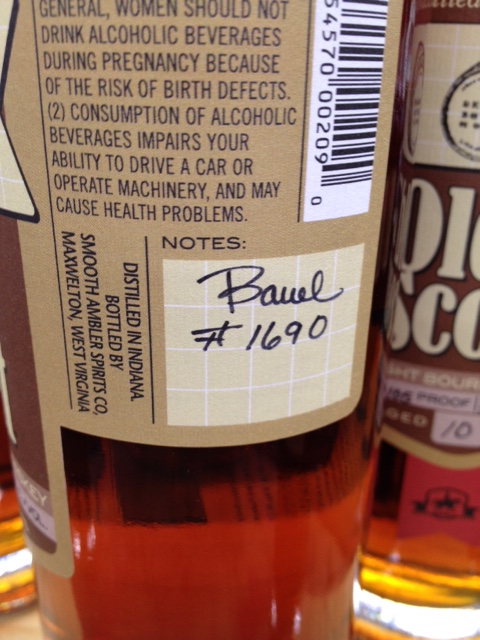 GENERAL, WOMEN SHOULD NOT
DRINK ALCOHOLIC BEVERAGES
DURING PREGNANCY BECAUSE
OF THE RISK OF BIRTH DEFECTS.
(2) CONSUMPTION OF ALCOHOLIC
BEVERAGES IMPAIRS YOUR
ABILITY TO DRIVE A CAR OR
OPERATE MACHINERY, AND MAY
CAUSE HEALTH PROBLEMS.
54570 00209 0
NOTES:
Barrel
# 1690
DISTILLED IN INDIANA.
BOTTLED BY
SMOOTH AMBLER SPIRITS CO,
MAXWELTON, WEST VIRGINIA
SCO
PROOF
10